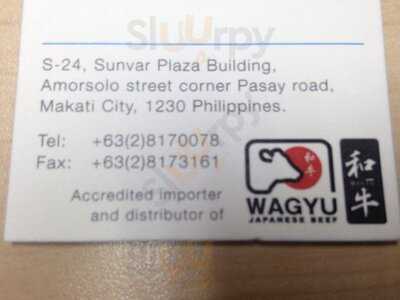 Slurpy
S-24, Sunvar Plaza Building,
Amorsolo street corner Pasay road,
Makati City, 1230 Philippines.
Tel: +63(2)8170078
Fax: +63(2)8173161
Accredited importer
and distributor of
和牛
WAGYU
JAPANESE BEEF
和牛